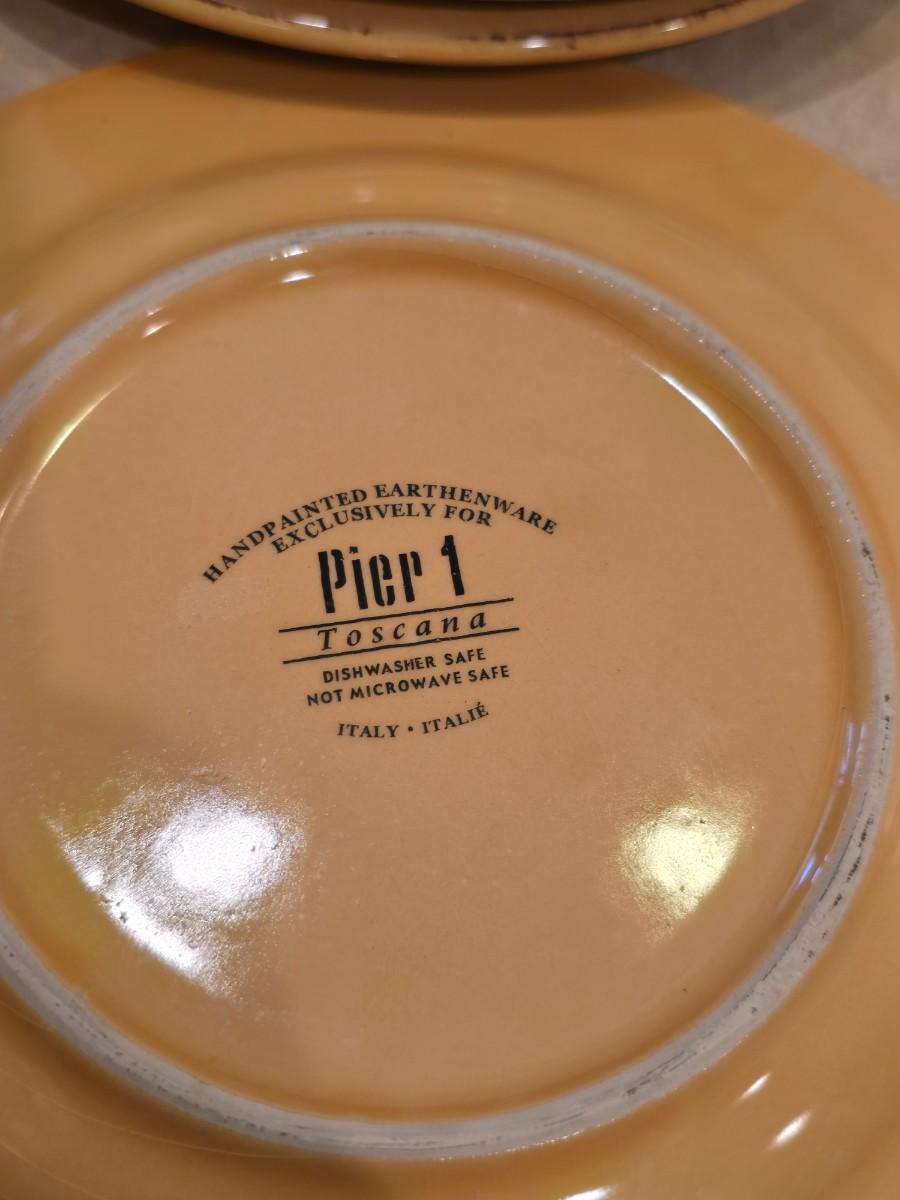 HANDPAINTED EARTHENWARE
EXCLUSIVELY FOR
Pier 1
Toscana
DISHWASHER SAFE
NOT MICROWAVE SAFE
ITALY • ITALIÉ